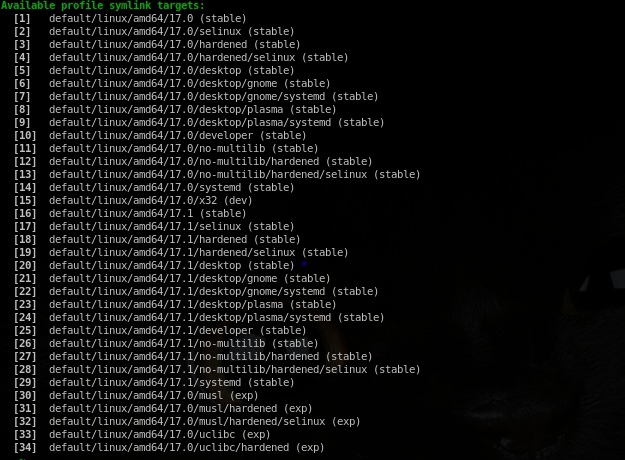 Available profile symlink targets:
[1] default/linux/amd64/17.0 (stable)
[2] default/linux/amd64/17.0/selinux (stable)
[3] default/linux/amd64/17.0/hardened (stable)
[4] default/linux/amd64/17.0/hardened/selinux (stable)
[5] default/linux/amd64/17.0/desktop (stable)
[6] default/linux/amd64/17.0/desktop/gnome (stable)
[7] default/linux/amd64/17.0/desktop/gnome/systemd (stable)
[8] default/linux/amd64/17.0/desktop/plasma (stable)
[9] default/linux/amd64/17.0/desktop/plasma/systemd (stable)
[10] default/linux/amd64/17.0/developer (stable)
[11] default/linux/amd64/17.0/no-multilib (stable)
[12] default/linux/amd64/17.0/no-multilib/hardened (stable)
[13] default/linux/amd64/17.0/no-multilib/hardened/selinux (stable)
[14] default/linux/amd64/17.0/systemd (stable)
[15] default/linux/amd64/17.0/x32 (dev)
[16] default/linux/amd64/17.1 (stable)
[17] default/linux/amd64/17.1/selinux (stable)
[18] default/linux/amd64/17.1/hardened (stable)
[19] default/linux/amd64/17.1/hardened/selinux (stable)
[20] default/linux/amd64/17.1/desktop (stable) *
[21] default/linux/amd64/17.1/desktop/gnome (stable)
[22] default/linux/amd64/17.1/desktop/gnome/systemd (stable)
[23] default/linux/amd64/17.1/desktop/plasma (stable)
[24] default/linux/amd64/17.1/desktop/plasma/systemd (stable)
[25] default/linux/amd64/17.1/developer (stable)
[26] default/linux/amd64/17.1/no-multilib (stable)
[27] default/linux/amd64/17.1/no-multilib/hardened (stable)
[28] default/linux/amd64/17.1/no-multilib/hardened/selinux (stable)
[29] default/linux/amd64/17.1/systemd (stable)
[30] default/linux/amd64/17.0/musl (exp)
[31] default/linux/amd64/17.0/musl/hardened (exp)
[32] default/linux/amd64/17.0/musl/hardened/selinux (exp)
[33] default/linux/amd64/17.0/uclibc (exp)
[34] default/linux/amd64/17.0/uclibc/hardened (exp)